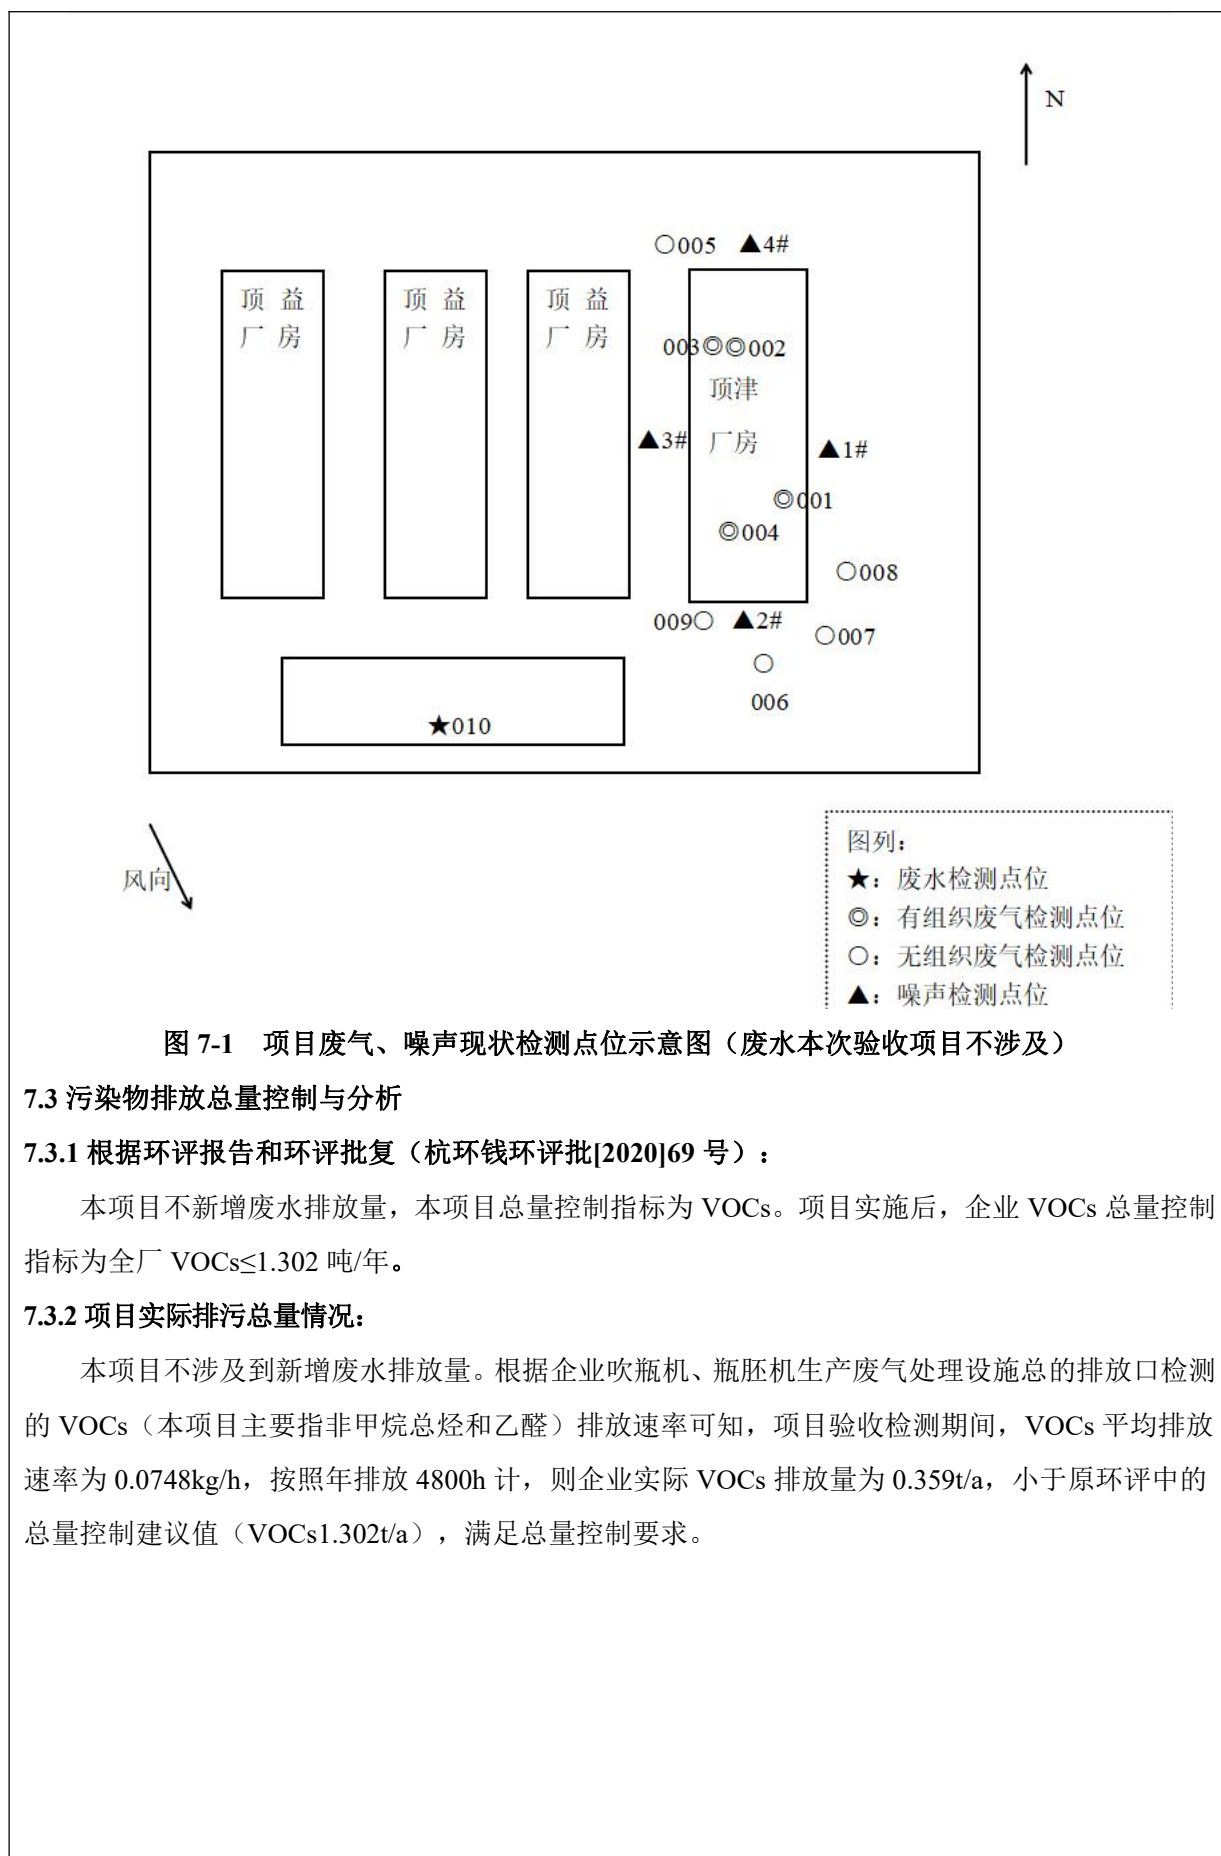 N
○005 ▲4#
顶 益 顶 益 顶 益
厂 房 厂 房 厂 房
003◎◎002
顶津
▲3# 厂房 ▲1#
◎001
◎004
○008
009○ ▲2#
○007
○
006
★010
风向
图列：
★：废水检测点位
◎：有组织废气检测点位
○：无组织废气检测点位
▲：噪声检测点位
图 7-1 项目废气、噪声现状检测点位示意图（废水本次验收项目不涉及）
7.3 污染物排放总量控制与分析
7.3.1 根据环评报告和环评批复（杭环钱环评批[2020]69 号）：
本项目不新增废水排放量，本项目总量控制指标为 VOCs。项目实施后，企业 VOCs 总量控制
指标为全厂 VOCs≤1.302 吨/年。
7.3.2 项目实际排污总量情况：
本项目不涉及到新增废水排放量。根据企业吹瓶机、瓶胚机生产废气处理设施总的排放口检测
的 VOCs（本项目主要指非甲烷总烃和乙醛）排放速率可知，项目验收检测期间，VOCs 平均排放
速率为 0.0748kg/h，按照年排放 4800h 计，则企业实际 VOCs 排放量为 0.359t/a，小于原环评中的
总量控制建议值（VOCs1.302t/a），满足总量控制要求。